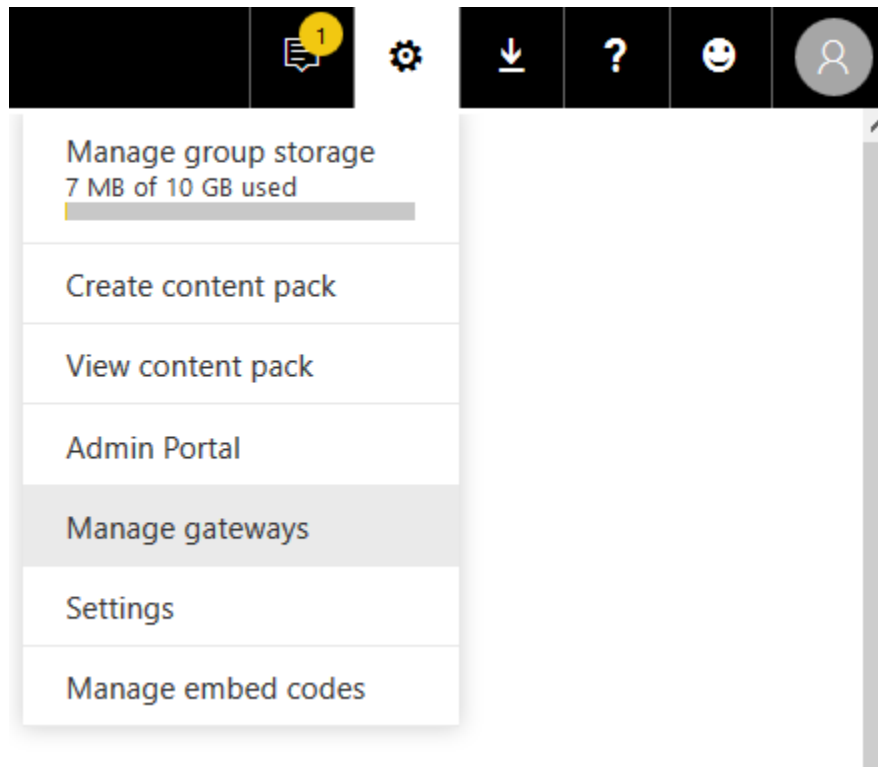 1
?
Manage group storage
7 MB of 10 GB used
Create content pack
View content pack
Admin Portal
Manage gateways
Settings
Manage embed codes